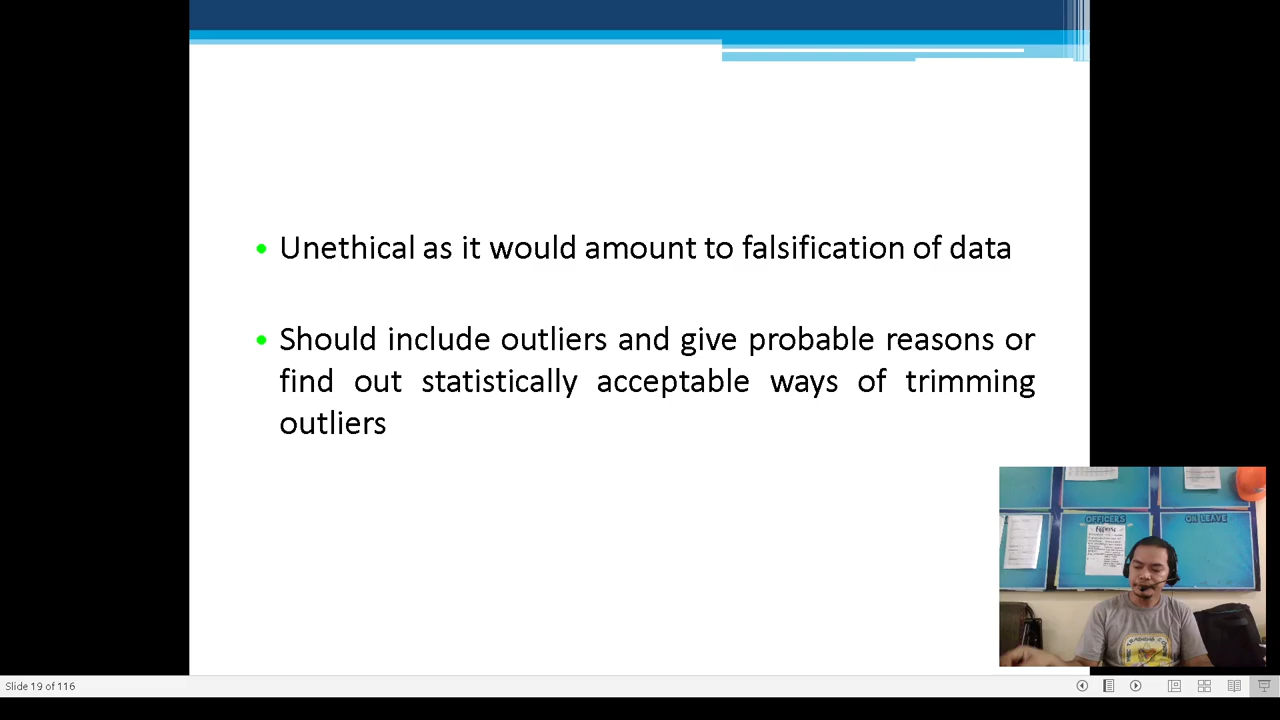 • Unethical as it would amount to falsification of data
• Should include outliers and give probable reasons or
find out statistically acceptable ways of trimming
outliers
OFFICERS
ON LEAVE
Slide 19 of 116